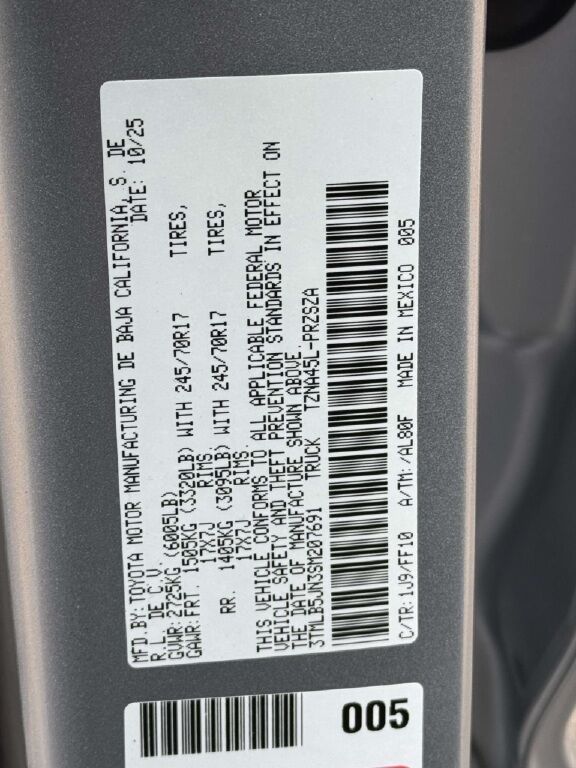 MFD.BY: TOYOTA MOTOR MANUFACTURING DE BAJA CALIFORNIA, S. DE
R.L. DE C.V. DATE: 10/25
GVWR: 2725KG (6005LB)
GAWR: FRT. 1505KG (3320LB) WITH 245/70R17 TIRES,
17X7J RIMS.
RR. 1405KG (3095LB) WITH 245/70R17 TIRES,
17X7J RIMS.
THIS VEHICLE CONFORMS TO ALL APPLICABLE FEDERAL MOTOR
VEHICLE SAFETY AND THEFT PREVENTION STANDARDS IN EFFECT ON
THE DATE OF MANUFACTURE SHOWN ABOVE.
3TMLB5JN3SM207691 TRUCK TZNA45L-PRZSZA
C/TR: 1J9/FF10 A/TM: /AL80F MADE IN MEXICO 005
005